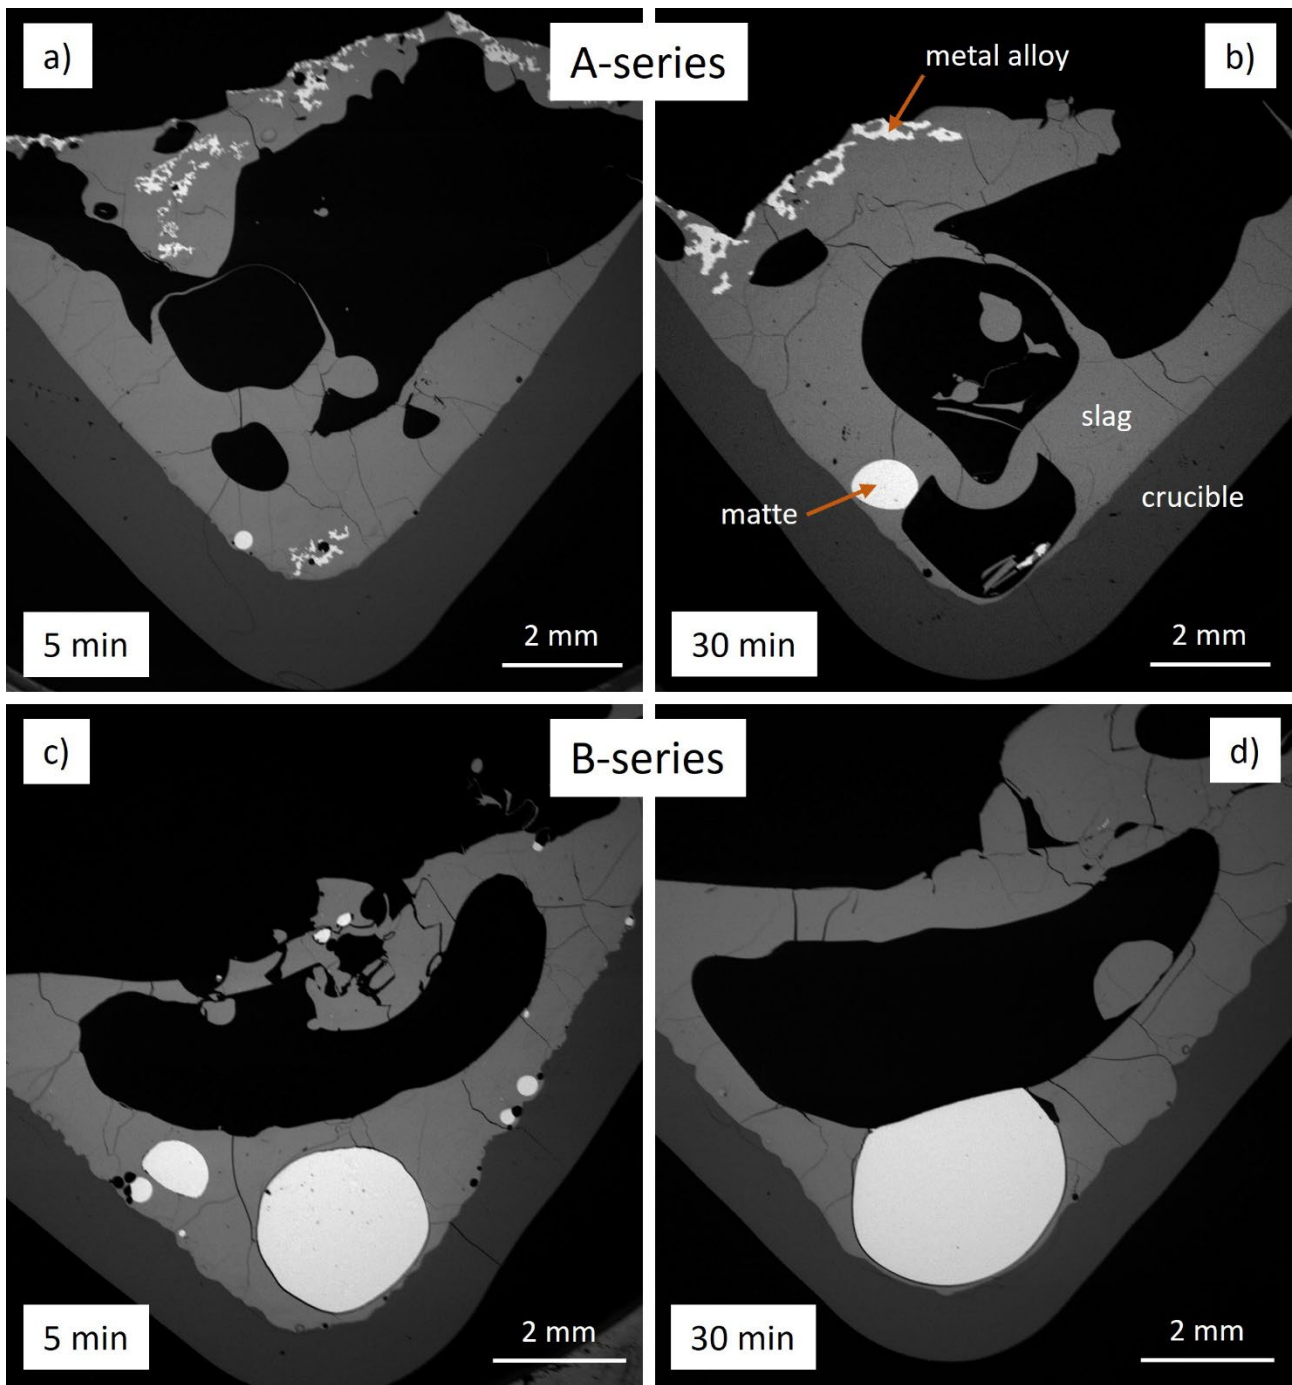 a)
A-series
metal alloy
b)
slag
matte
crucible
5 min
2 mm
30 min
2 mm
c)
B-series
d)
5 min
2 mm
30 min
2 mm